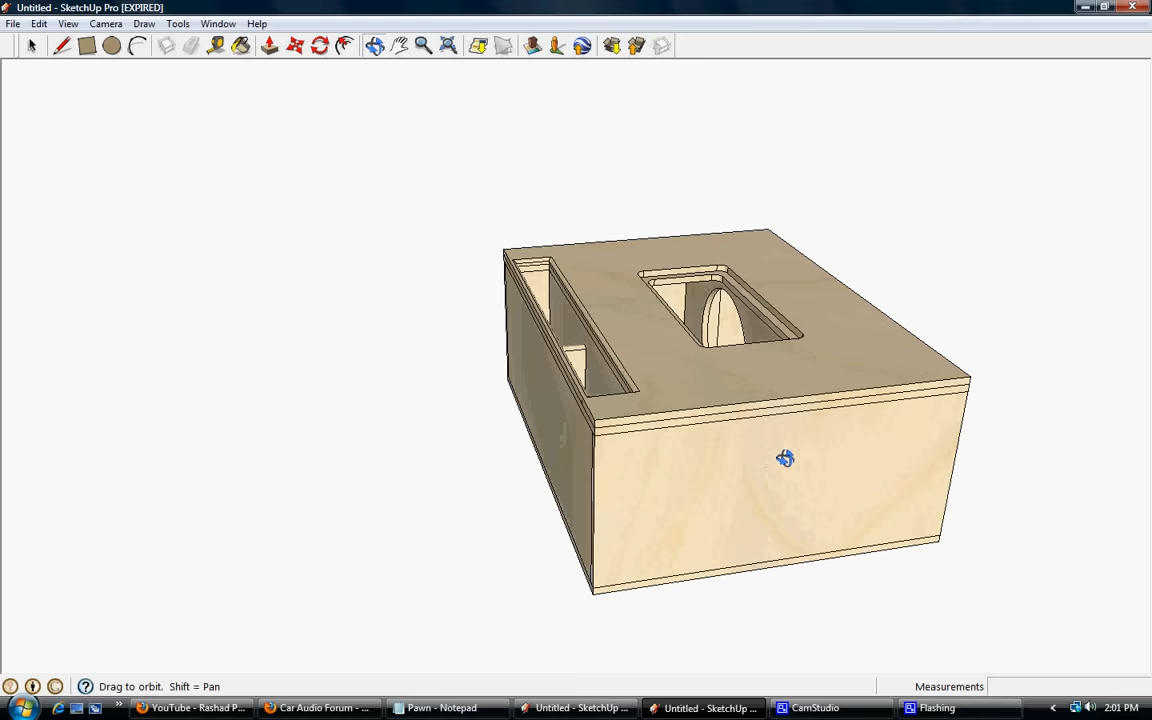 Untitled - SketchUp Pro [EXPIRED]
File Edit View Camera Draw Tools Window Help
Drag to orbit. Shift = Pan
Measurements
YouTube - Rashad P...
Car Audio Forum - ...
Pawn - Notepad
Untitled - SketchUp ...
Untitled - SketchUp ...
CamStudio
Flashing
2:01 PM